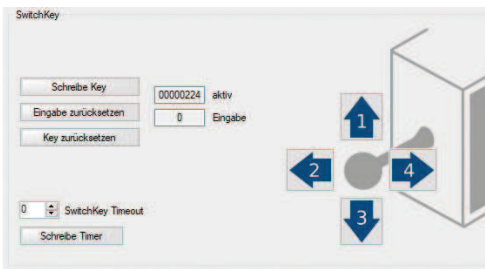 SwitchKey
Schreibe Key
00000224 aktiv
Eingabe zurücksetzen
0 Eingabe
Key zurücksetzen
1
2
4
3
0 SwitchKey Timeout
Schreibe Timer